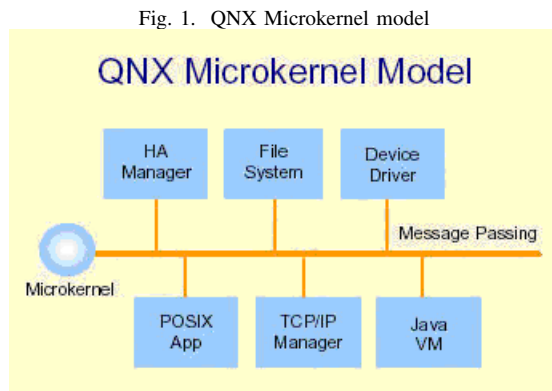 Fig. 1. QNX Microkernel model
QNX Microkernel Model
HA
Manager
File
System
Device
Driver
Message Passing
Microkernel
POSIX
App
TCP/IP
Manager
Java
VM